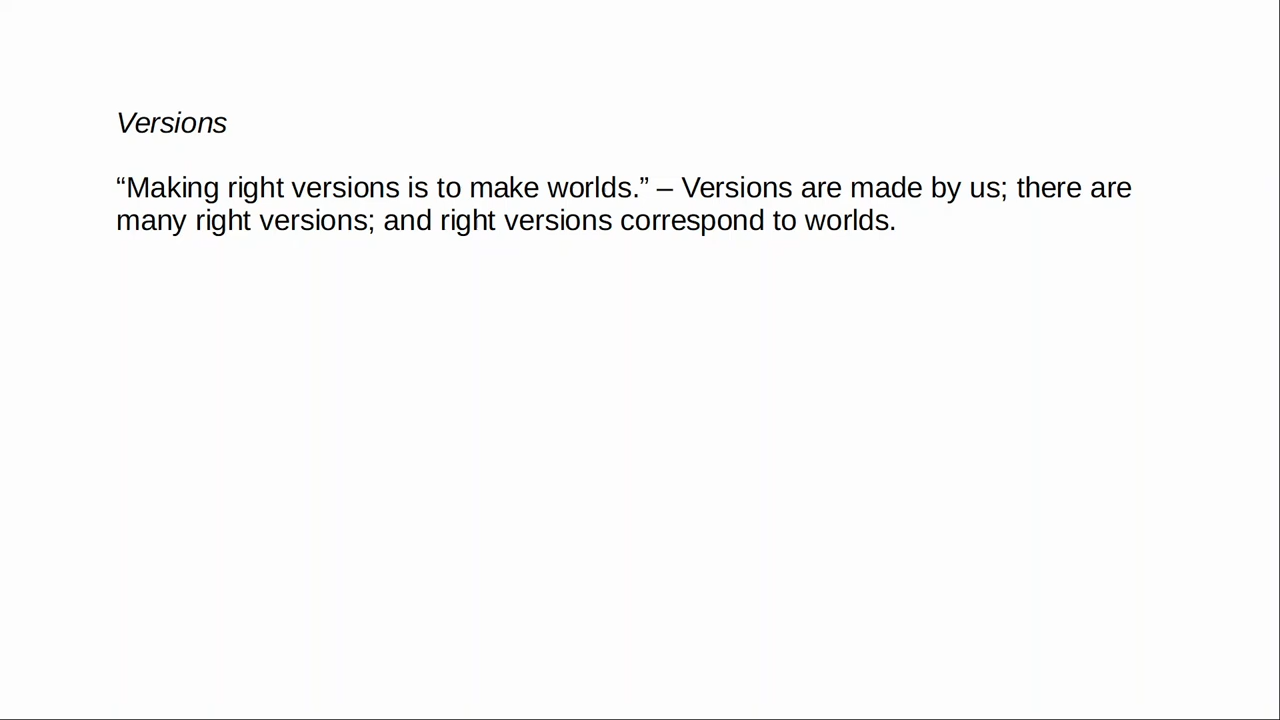 Versions
“Making right versions is to make worlds.” – Versions are made by us; there are
many right versions; and right versions correspond to worlds.